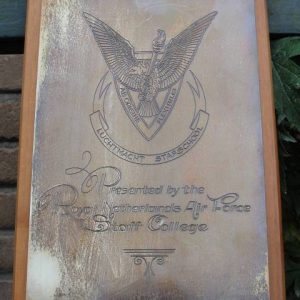 LUCHTMACHT STAFSCHOOL
Presented by the
Royal Netherlands Air Force
Staff College